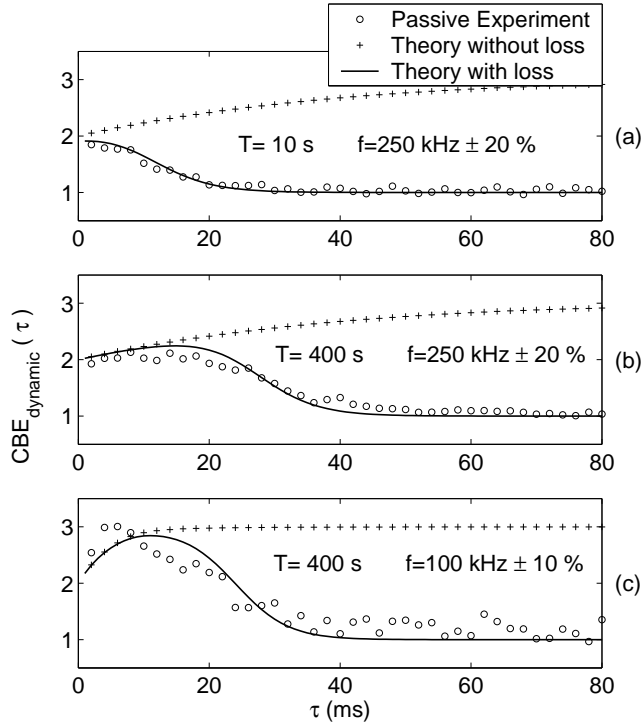 Passive Experiment
Theory without loss
Theory with loss
3
2
1
T= 10 s f=250 kHz ± 20 %
(a)
0 20 40 60 80
3
2
1
T= 400 s f=250 kHz ± 20 %
(b)
0 20 40 60 80
3
2
1
T= 400 s f=100 kHz ± 10 %
(c)
0 20 40 60 80
τ (ms)
CBE_dynamic (τ)